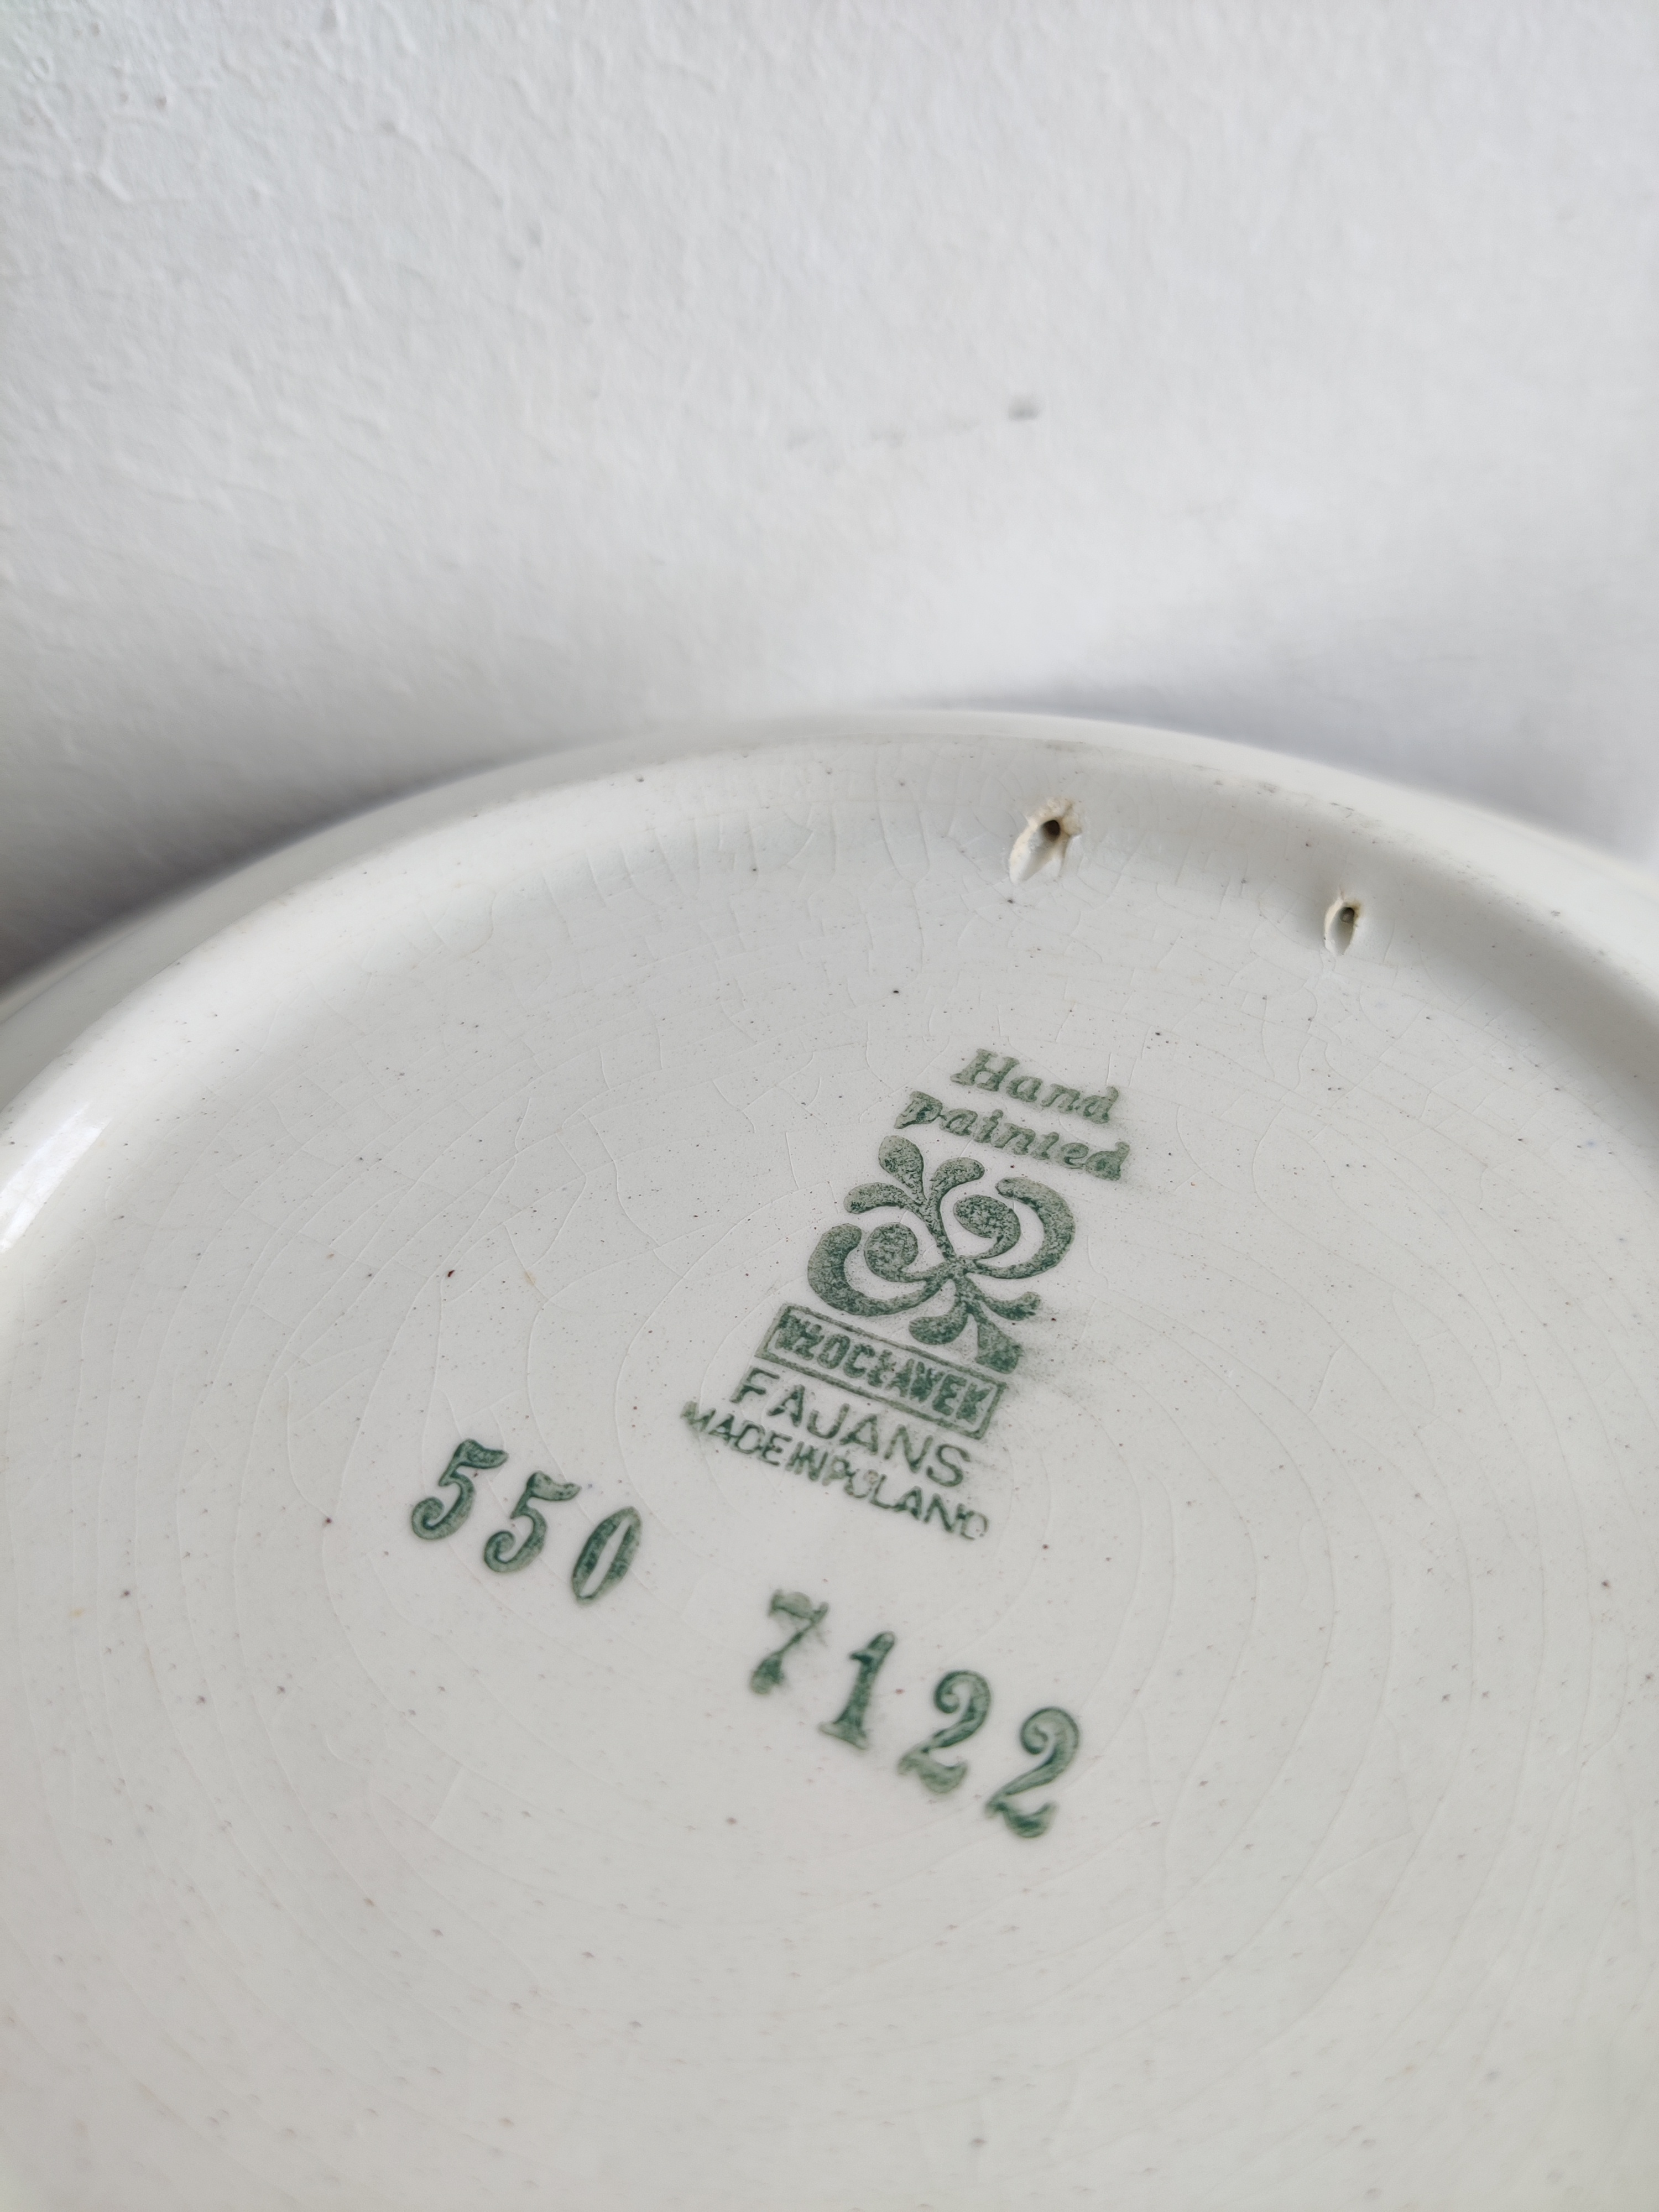 Hand
painted
WŁOCŁAWEK
FAJANS
MADE IN POLAND
550 7122